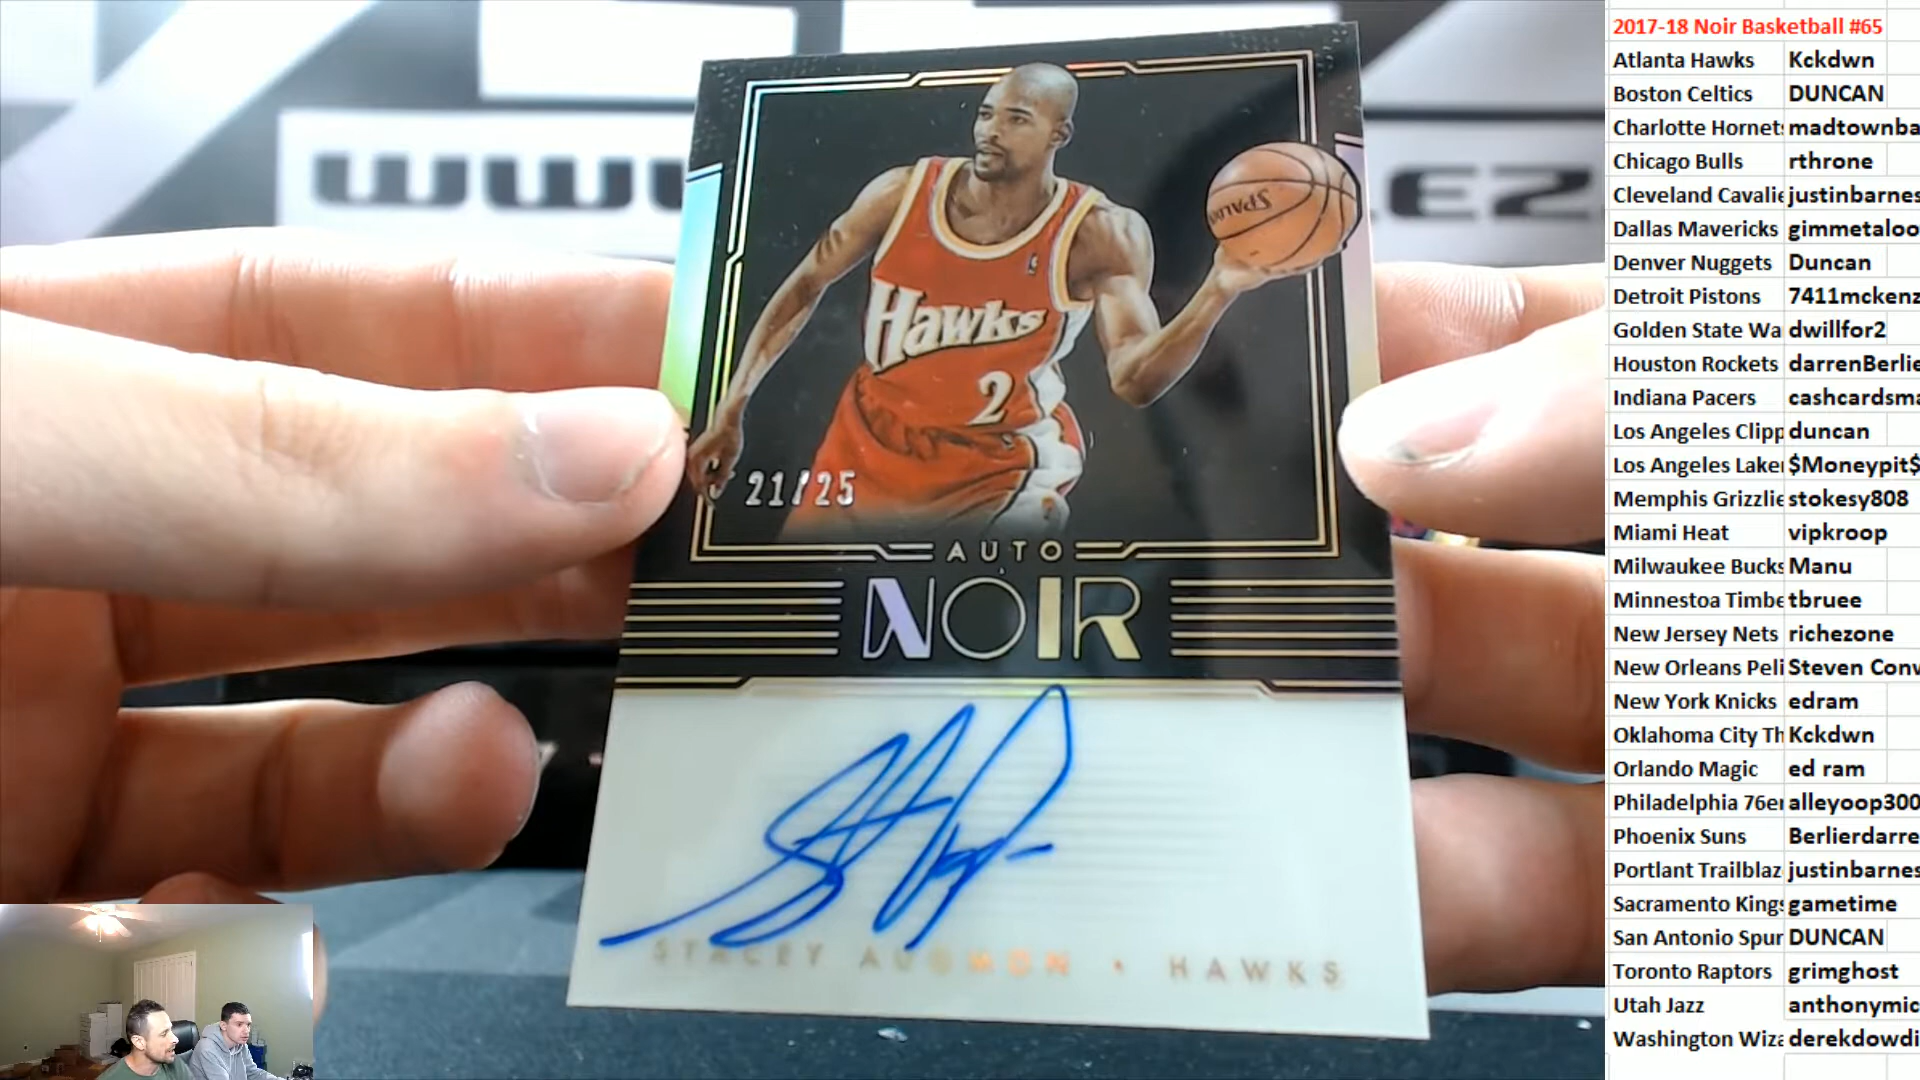 WWW
.EZ
SPALDING
Hawks
2
21/25
AUTO
NOIR
STACEY AUGMON • HAWKS
2017-18 Noir Basketball #65
Atlanta Hawks Kckdwn
Boston Celtics DUNCAN
Charlotte Hornets madtownba
Chicago Bulls rthrone
Cleveland Cavalie justinbarnes
Dallas Mavericks gimmetaloo
Denver Nuggets Duncan
Detroit Pistons 7411mckenz
Golden State Wa dwillfor2
Houston Rockets darrenBerlie
Indiana Pacers cashcardsma
Los Angeles Clipp duncan
Los Angeles Laker $Moneypit$
Memphis Grizzlie stokesy808
Miami Heat vipkroop
Milwaukee Bucks Manu
Minnestoa Timbe tbruee
New Jersey Nets richezone
New Orleans Peli Steven Conw
New York Knicks edram
Oklahoma City Th Kckdwn
Orlando Magic ed ram
Philadelphia 76er alleyoop300
Phoenix Suns Berlierdarre
Portlant Trailblaz justinbarnes
Sacramento Kings gametime
San Antonio Spur DUNCAN
Toronto Raptors grimghost
Utah Jazz anthonymic
Washington Wiza derekdowdi